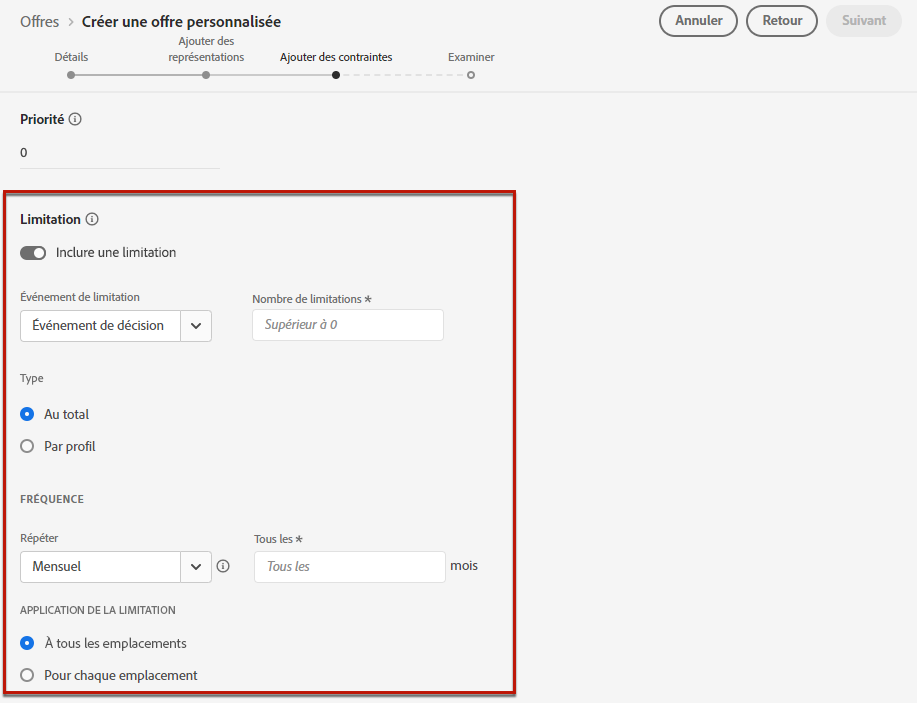 Offres > Créer une offre personnalisée
Annuler
Retour
Suivant
Détails
Ajouter des
représentations
Ajouter des contraintes
Examiner
Priorité
0
Limitation
Inclure une limitation
Événement de limitation
Nombre de limitations *
Événement de décision
Supérieur à 0
Type
Au total
Par profil
FRÉQUENCE
Répéter
Tous les *
Mensuel
Tous les
mois
APPLICATION DE LA LIMITATION
À tous les emplacements
Pour chaque emplacement